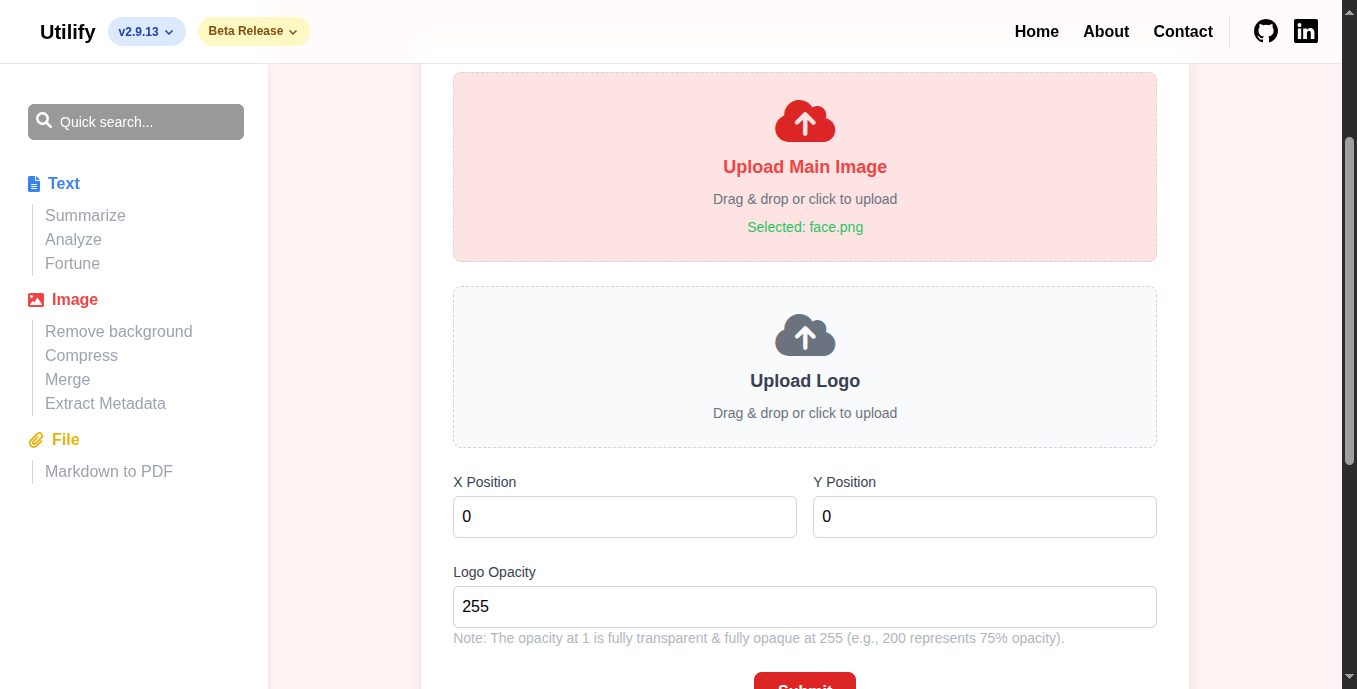 Utilify
v2.9.13
Beta Release
Home
About
Contact
Quick search...
Text
Summarize
Analyze
Fortune
Image
Remove background
Compress
Merge
Extract Metadata
File
Markdown to PDF
Upload Main Image
Drag & drop or click to upload
Selected: face.png
Upload Logo
Drag & drop or click to upload
X Position
Y Position
0
0
Logo Opacity
255
Note: The opacity at 1 is fully transparent & fully opaque at 255 (e.g., 200 represents 75% opacity).
Submit